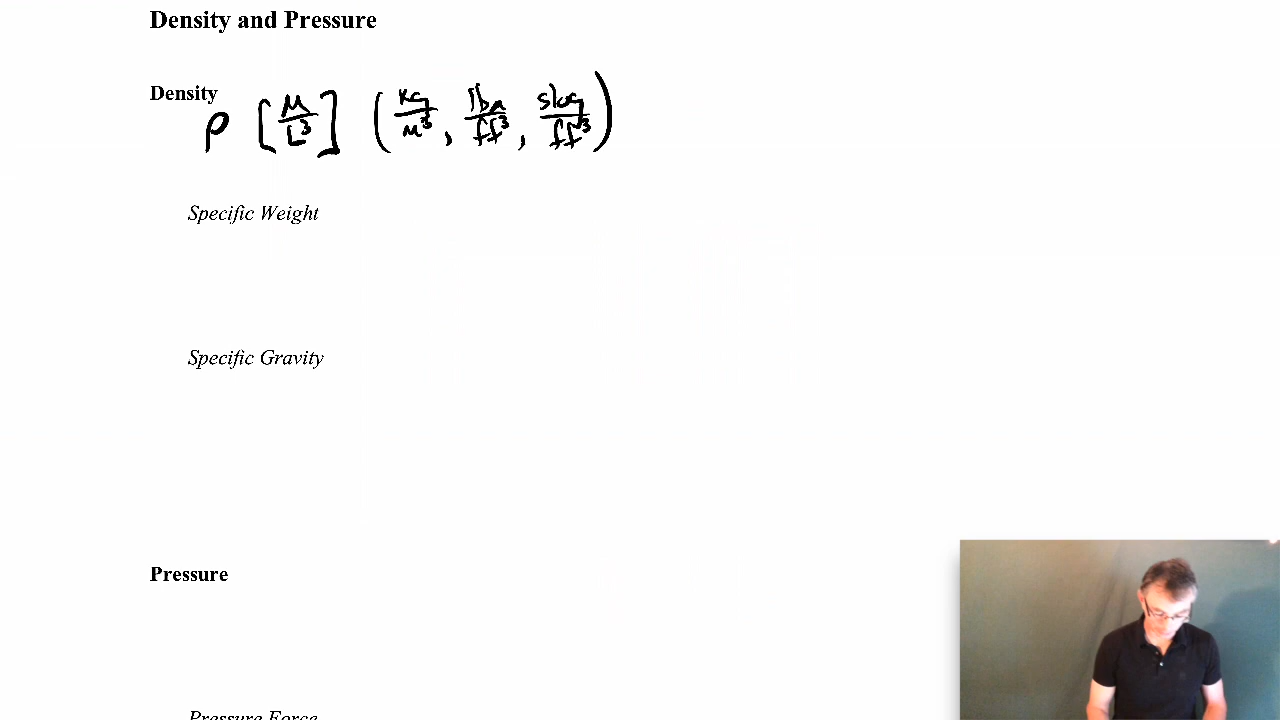 Density and Pressure
Density
ρ [M/L³] (kg/m³, lbm/ft³, slug/ft³)
Specific Weight
Specific Gravity
Pressure
Pressure Force